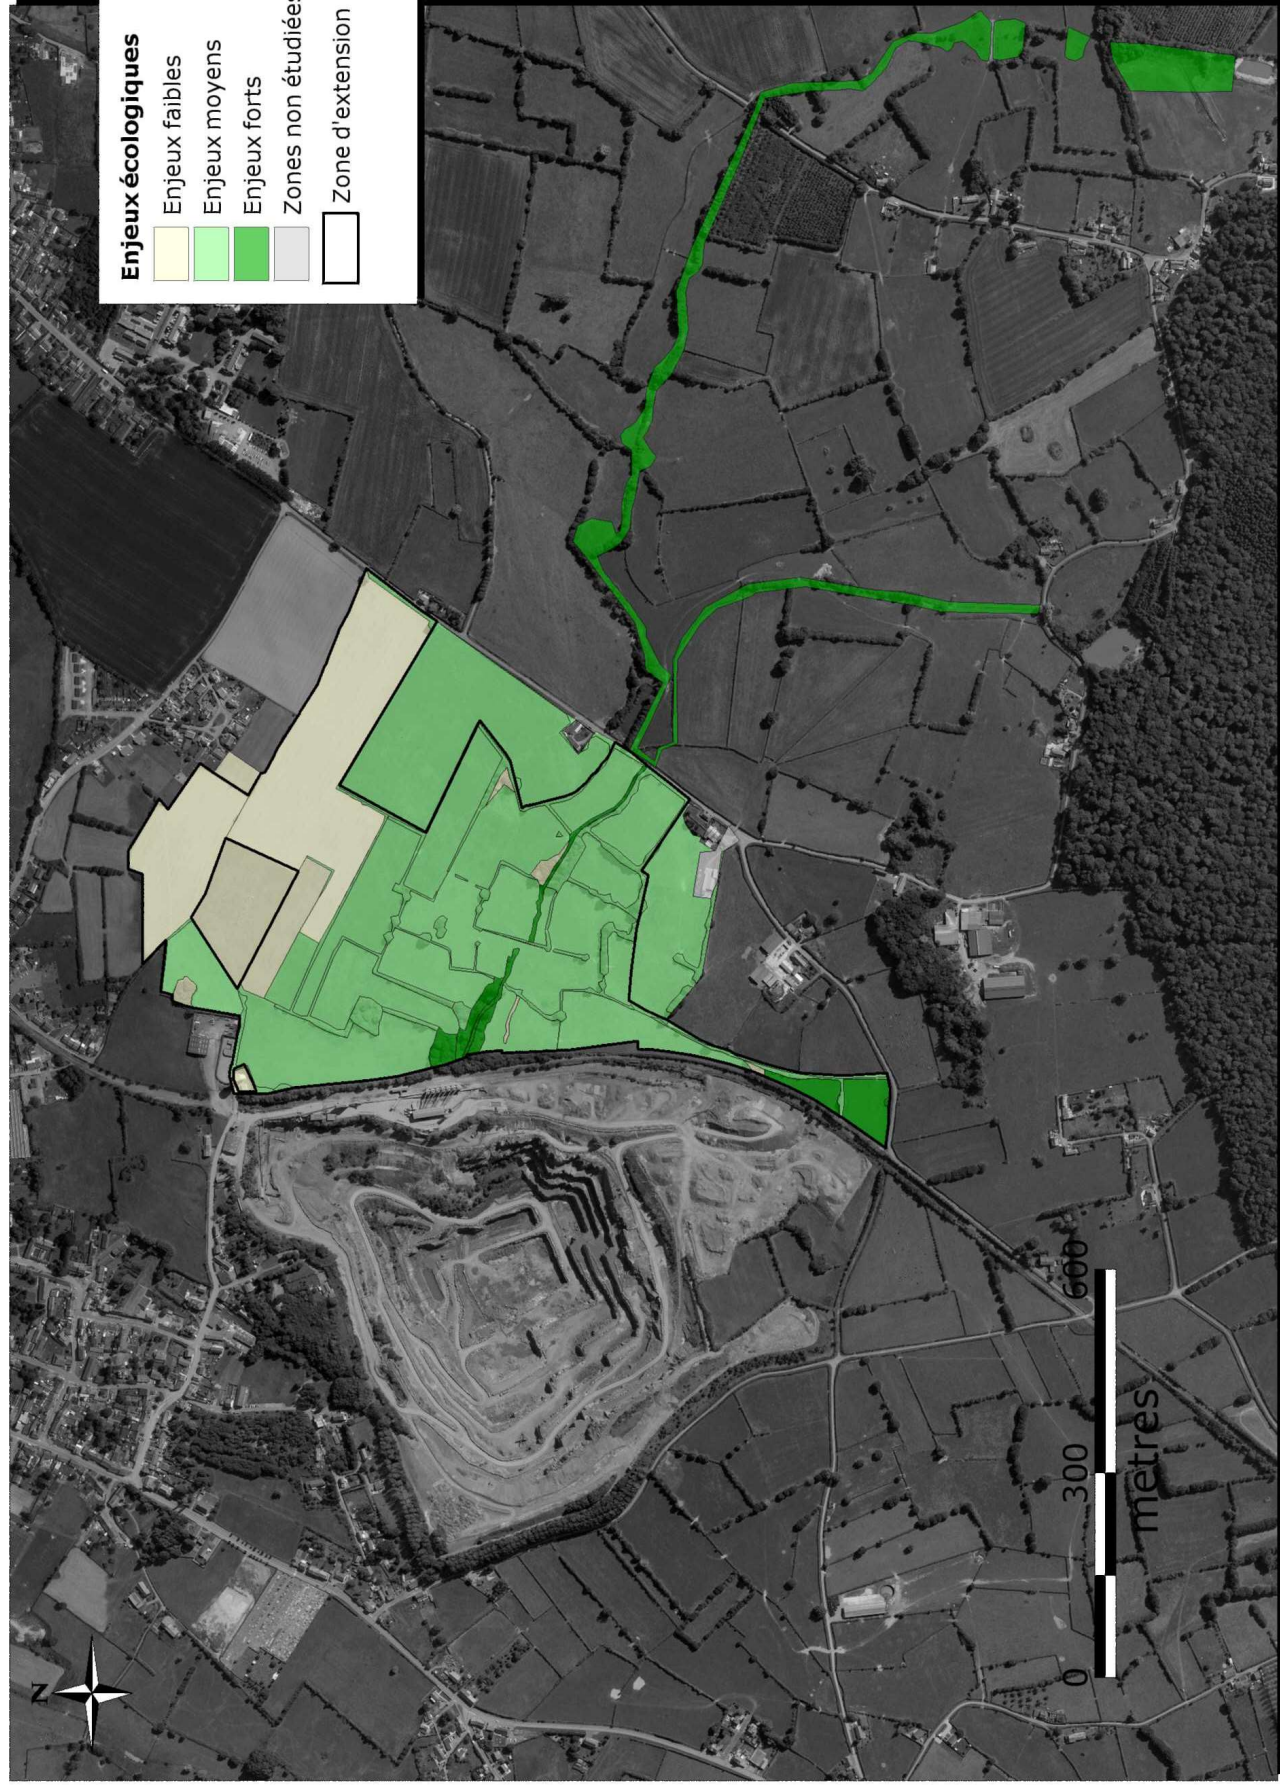 Enjeux écologiques
Enjeux faibles
Enjeux moyens
Enjeux forts
Zones non étudiées
Zone d'extension
N
0 300 600
mètres